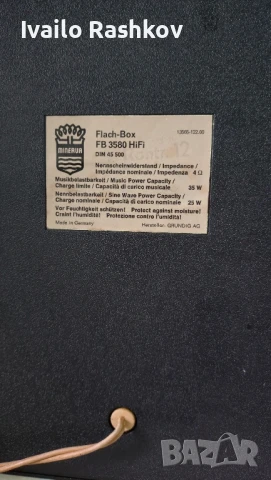 Ivailo Rashkov
Flach-Box
FB 3580 HiFi
DIN 45 500
MINERVA
Nennscheinwiderstand / Impedance /
Impédance nominale / Impedenza 4 Ω
Musikbelastbarkeit / Music Power Capacity /
Charge limite / Capacità di carico musicale 35 W
Nennbelastbarkeit / Sine Wave Power Capacity /
Charge nominale / Capacità di carico nominale 25 W
Vor Feuchtigkeit schützen! Protect against moisture!
Craint l'humidité! Protezione contro l'umidità!
Made in Germany Hersteller: GRUNDIG AG
BAZAR